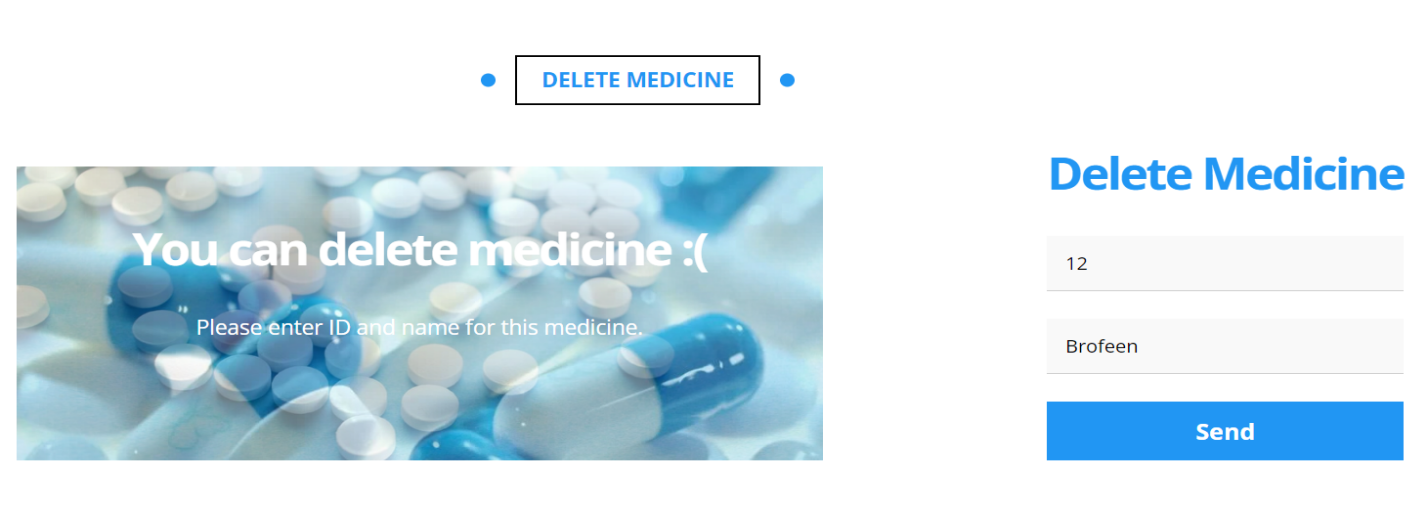 DELETE MEDICINE
You can delete medicine :(
Please enter ID and name for this medicine.
Delete Medicine
12
Brofeen
Send